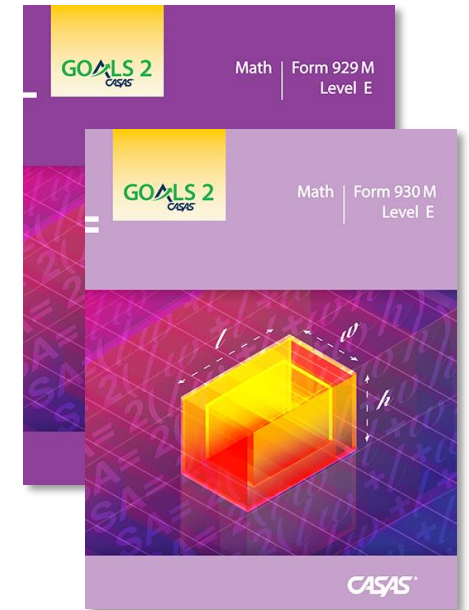 GOALS 2
CASAS
Math | Form 929 M
Level E
GOALS 2
CASAS
Math | Form 930 M
Level E
l
w
h
CASAS®